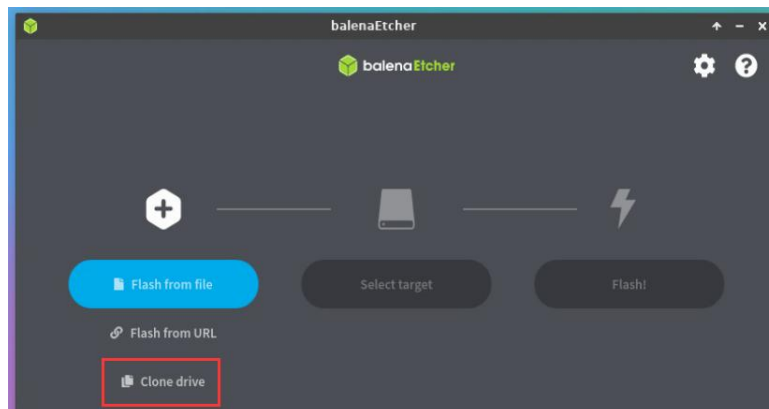 balenaEtcher
balenaEtcher
Flash from file
Select target
Flash!
Flash from URL
Clone drive